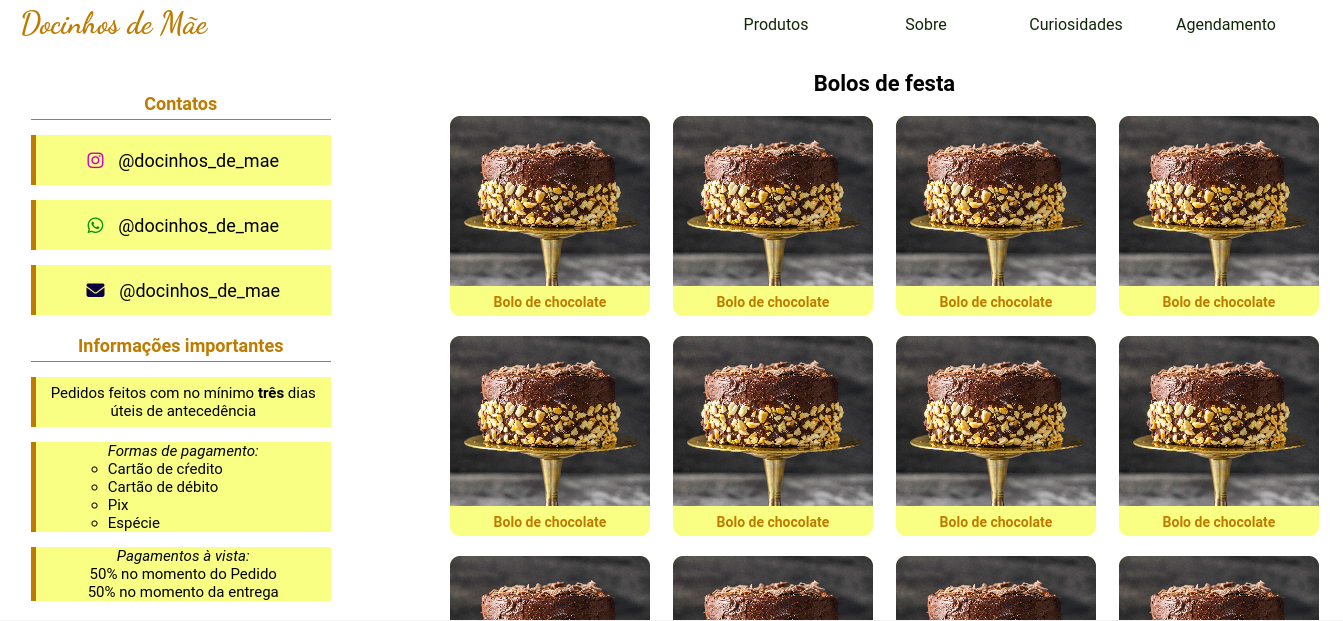 Docinhos de Mãe
Produtos
Sobre
Curiosidades
Agendamento
Contatos
@docinhos_de_mae
@docinhos_de_mae
@docinhos_de_mae
Informações importantes
Pedidos feitos com no mínimo três dias
úteis de antecedência
Formas de pagamento:
Cartão de cŕedito
Cartão de débito
Pix
Espécie
Pagamentos à vista:
50% no momento do Pedido
50% no momento da entrega
Bolos de festa
Bolo de chocolate
Bolo de chocolate
Bolo de chocolate
Bolo de chocolate
Bolo de chocolate
Bolo de chocolate
Bolo de chocolate
Bolo de chocolate